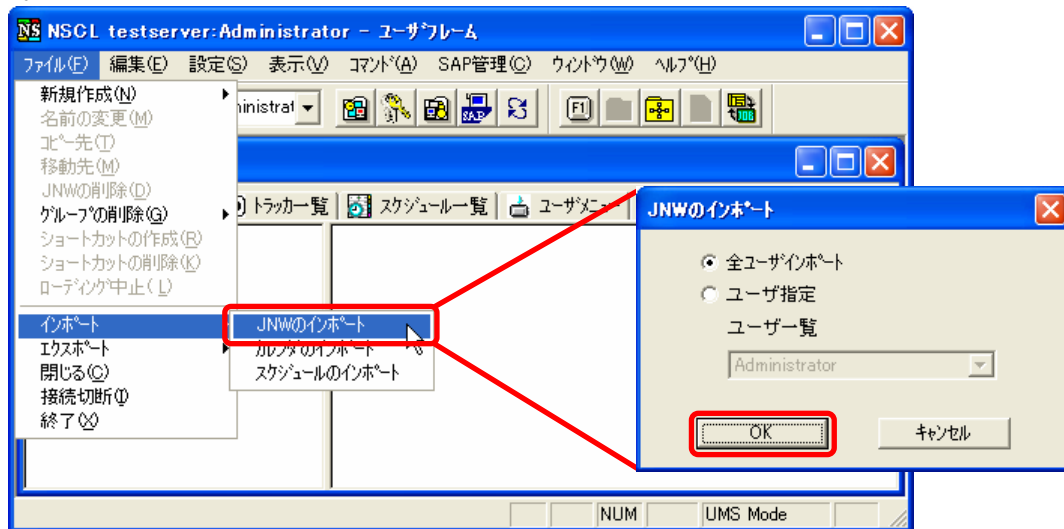 NSCL testserver:Administrator - ユーザフレーム
ファイル(F) 編集(E) 設定(S) 表示(V) コマンド(A) SAP管理(C) ウィンドウ(W) ヘルプ(H)
新規作成(N)
名前の変更(M)
コピー先(T)
移動先(M)
JNWの削除(D)
グループの削除(G)
ショートカットの作成(R)
ショートカットの削除(K)
ローディング中止(L)
インポート
エクスポート
閉じる(C)
接続切断(I)
終了(X)
SAP
F1
JOB
トラッカ一覧 スケジュール一覧 ユーザメニュー
JNWのインポート
カレンダのインポート
スケジュールのインポート
JNWのインポート
全ユーザインポート
ユーザ指定
ユーザ一覧
Administrator
OK キャンセル
NUM UMS Mode